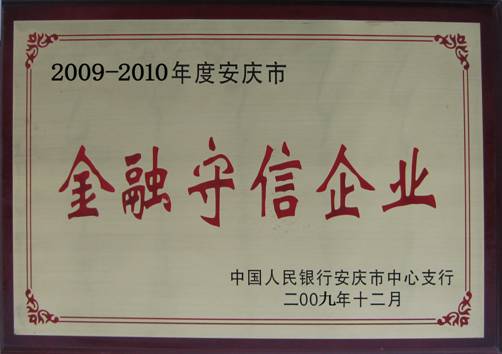 2009-2010年度安庆市
金融守信企业
中国人民银行安庆市中心支行
二00九年十二月